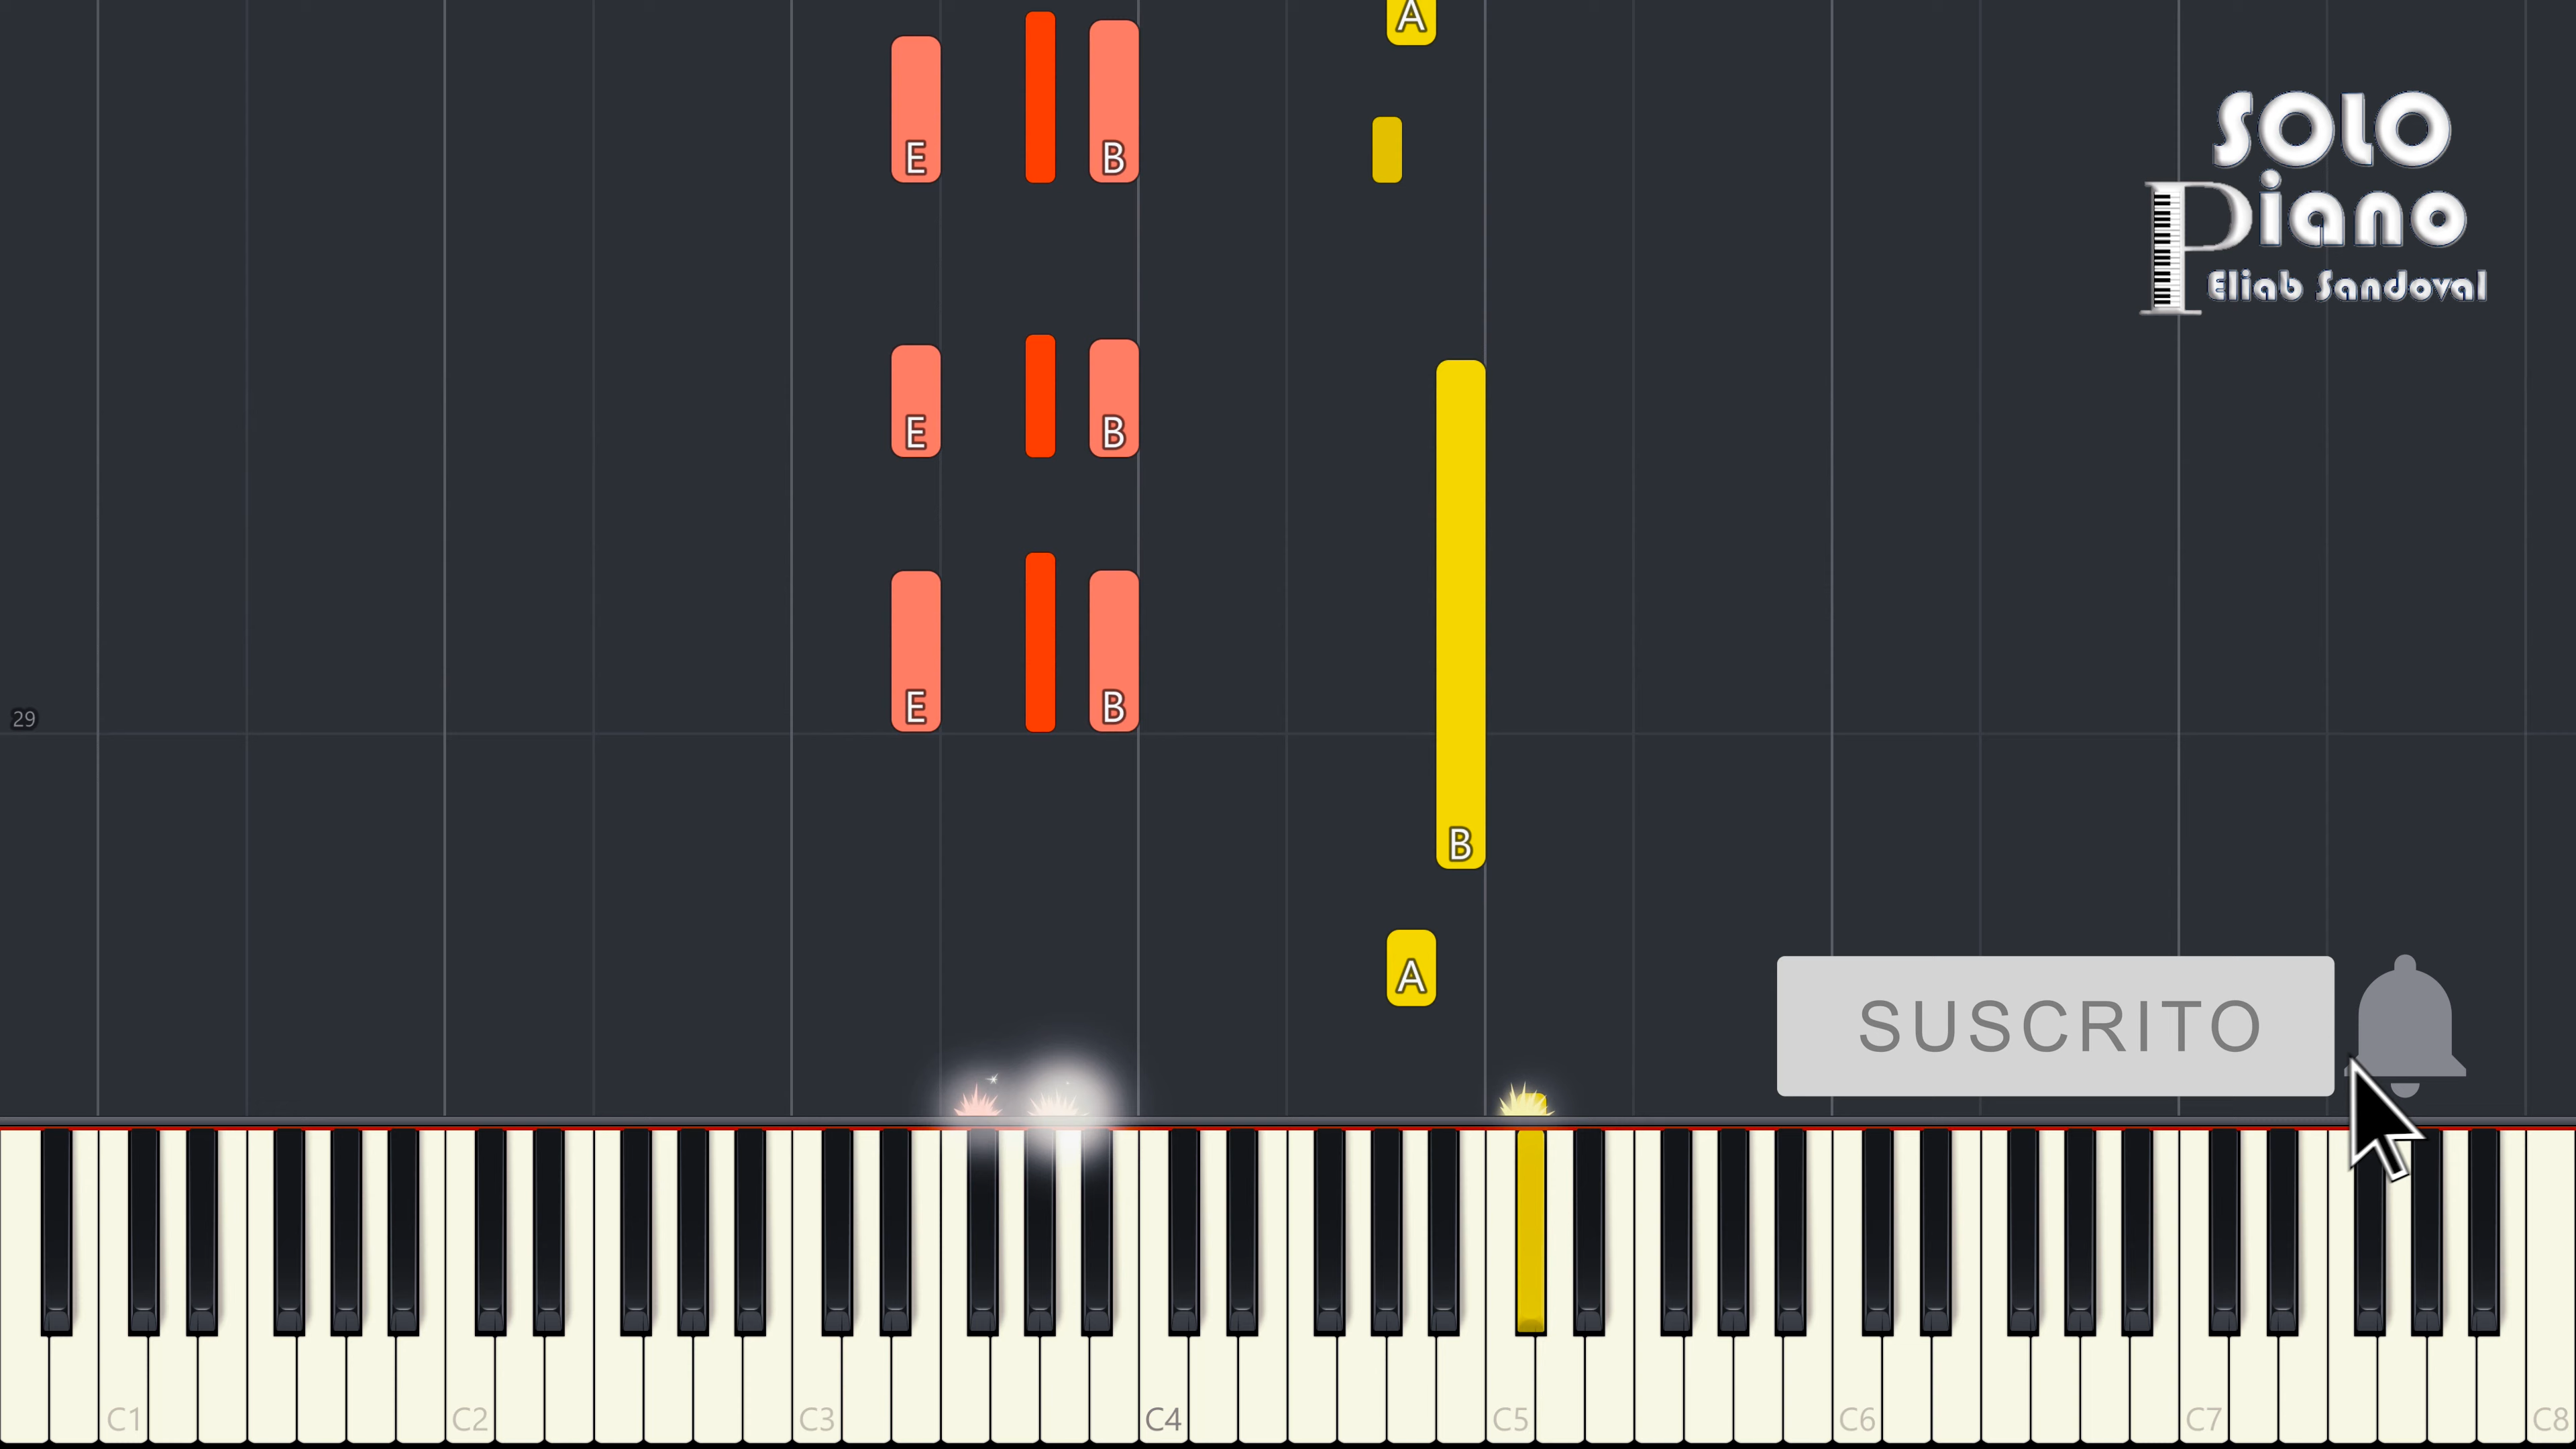 A
SOLO
Piano
Eliab Sandoval
E B
E B
E B
29
B
A
SUSCRITO
C1 C2 C3 C4 C5 C6 C7 C8